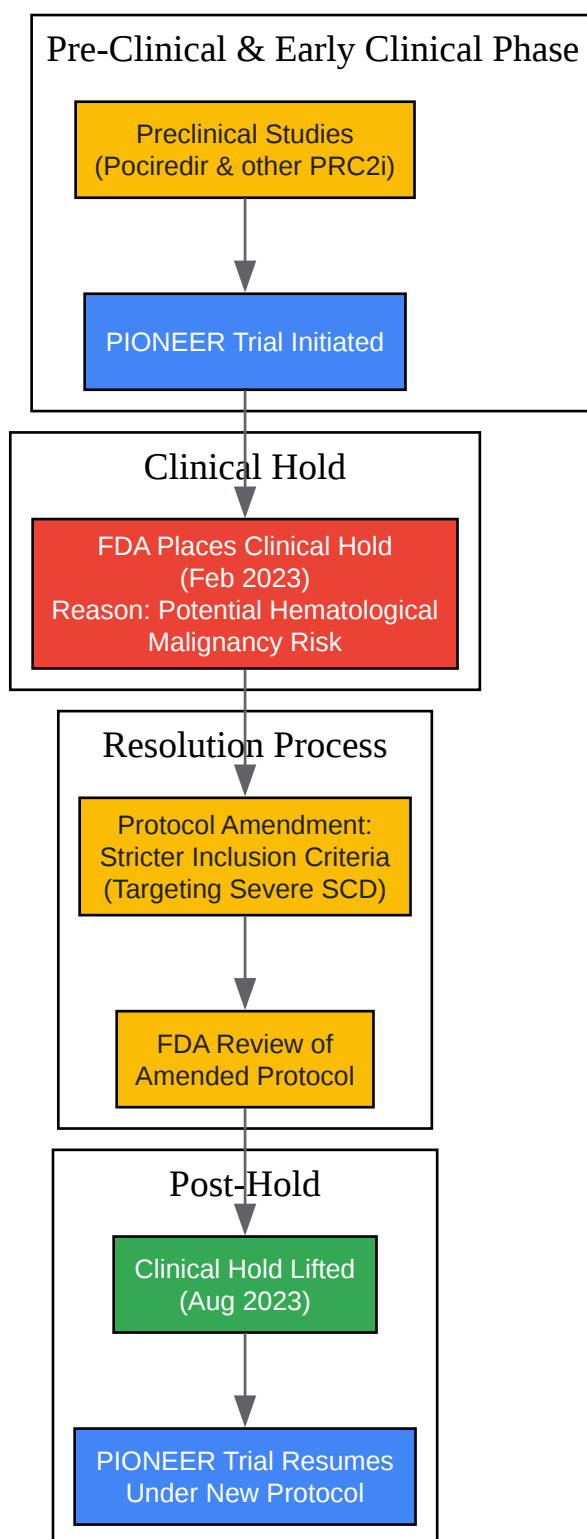 Pre-Clinical & Early Clinical Phase
Preclinical Studies
(Pociredir & other PRC2i)
PIONEER Trial Initiated
Clinical Hold
FDA Places Clinical Hold
(Feb 2023)
Reason: Potential Hematological
Malignancy Risk
Resolution Process
Protocol Amendment:
Stricter Inclusion Criteria
(Targeting Severe SCD)
FDA Review of
Amended Protocol
Post-Hold
Clinical Hold Lifted
(Aug 2023)
PIONEER Trial Resumes
Under New Protocol